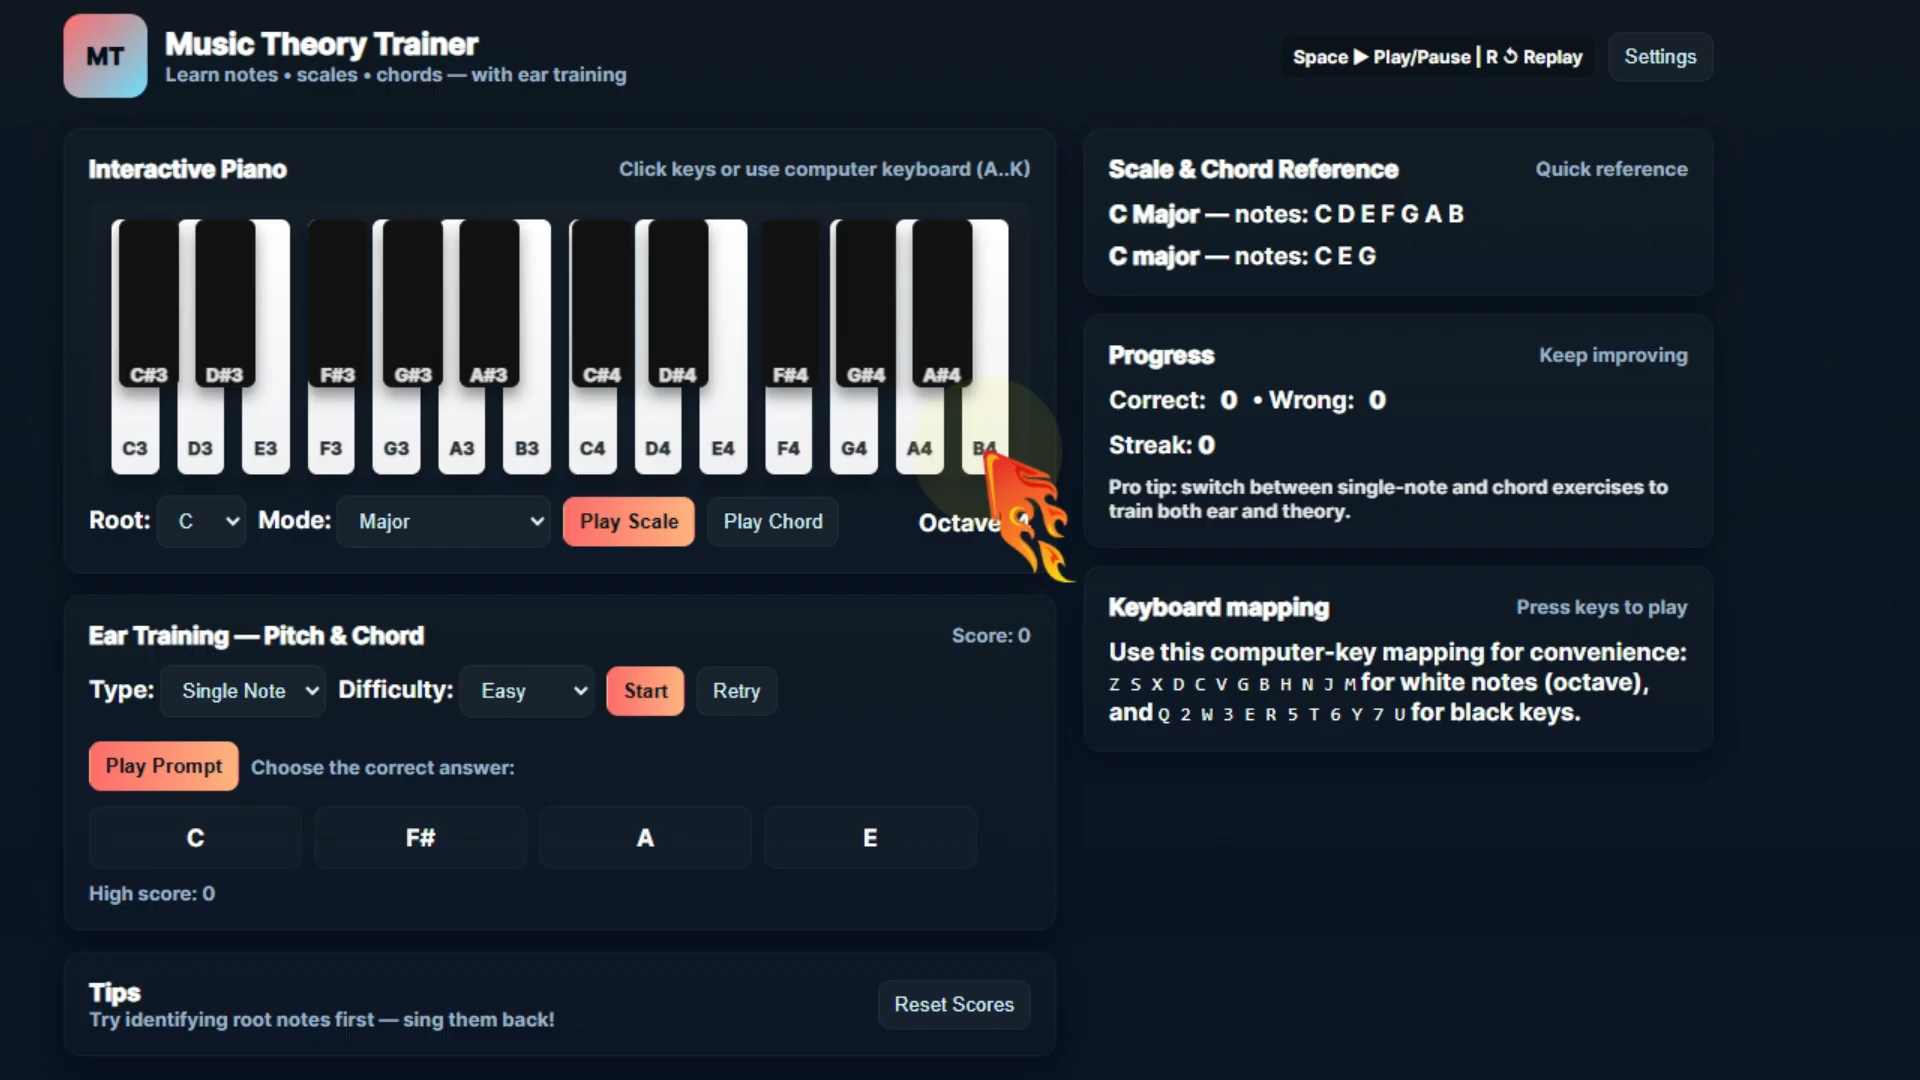 MT
Music Theory Trainer
Learn notes • scales • chords — with ear training
Space ▶ Play/Pause | R ↺ Replay
Settings
Interactive Piano
Click keys or use computer keyboard (A..K)
C#3 D#3 F#3 G#3 A#3 C#4 D#4 F#4 G#4 A#4
C3 D3 E3 F3 G3 A3 B3 C4 D4 E4 F4 G4 A4 B4
Root: C Mode: Major Play Scale Play Chord Octave
Ear Training — Pitch & Chord
Score: 0
Type: Single Note Difficulty: Easy Start Retry
Play Prompt Choose the correct answer:
C F# A E
High score: 0
Tips
Try identifying root notes first — sing them back!
Reset Scores
Scale & Chord Reference
Quick reference
C Major — notes: C D E F G A B
C major — notes: C E G
Progress
Keep improving
Correct: 0 • Wrong: 0
Streak: 0
Pro tip: switch between single-note and chord exercises to
train both ear and theory.
Keyboard mapping
Press keys to play
Use this computer-key mapping for convenience:
Z S X D C V G B H N J M for white notes (octave),
and Q 2 W 3 E R 5 T 6 Y 7 U for black keys.